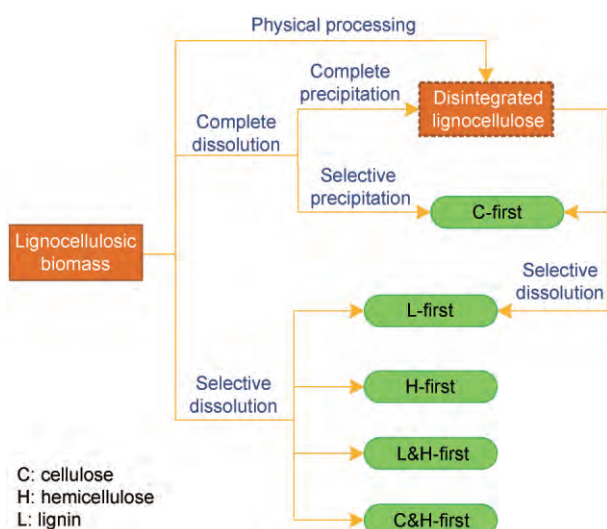 Physical processing
Complete
precipitation
Disintegrated
lignocellulose
Complete
dissolution
Selective
precipitation
C-first
Lignocellulosic
biomass
Selective
dissolution
L-first
Selective
dissolution
H-first
L&H-first
C&H-first
C: cellulose
H: hemicellulose
L: lignin